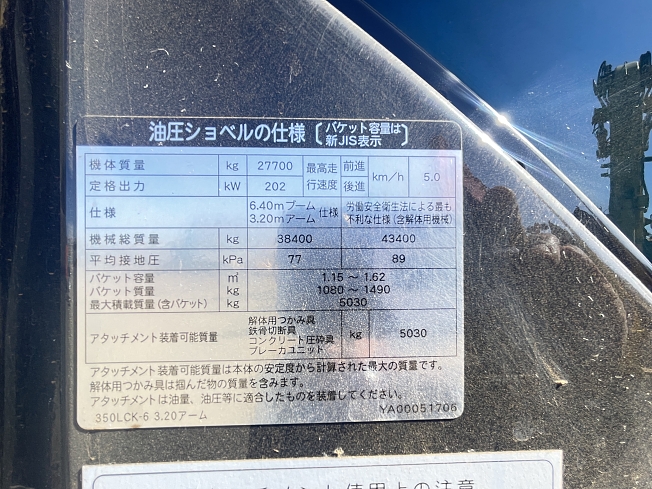 油圧ショベルの仕様〔バケット容量は新JIS表示〕
機体質量 kg 27700 最高走行速度 前進 後進 km/h 5.0
定格出力 kW 202
仕様 6.40mブーム 3.20mアーム 仕様 労働安全衛生法による最も不利な仕様(含解体用機械)
機械総質量 kg 38400 43400
平均接地圧 kPa 77 89
バケット容量 m³ 1.15 ~ 1.62
バケット質量 kg 1080 ~ 1490
最大積載質量(含バケット) kg 5030
アタッチメント装着可能質量 解体用つかみ具 鉄骨切断具 コンクリート圧砕具 ブレーカユニット kg 5030
アタッチメント装着可能質量は本体の安定度から計算された最大の質量です。
解体用つかみ具は掴んだ物の質量を含みます。
アタッチメントは油量、油圧等に適合したものを装着してください。
350LCK-6 3.20アーム YA00051706
チメント使用上の注意